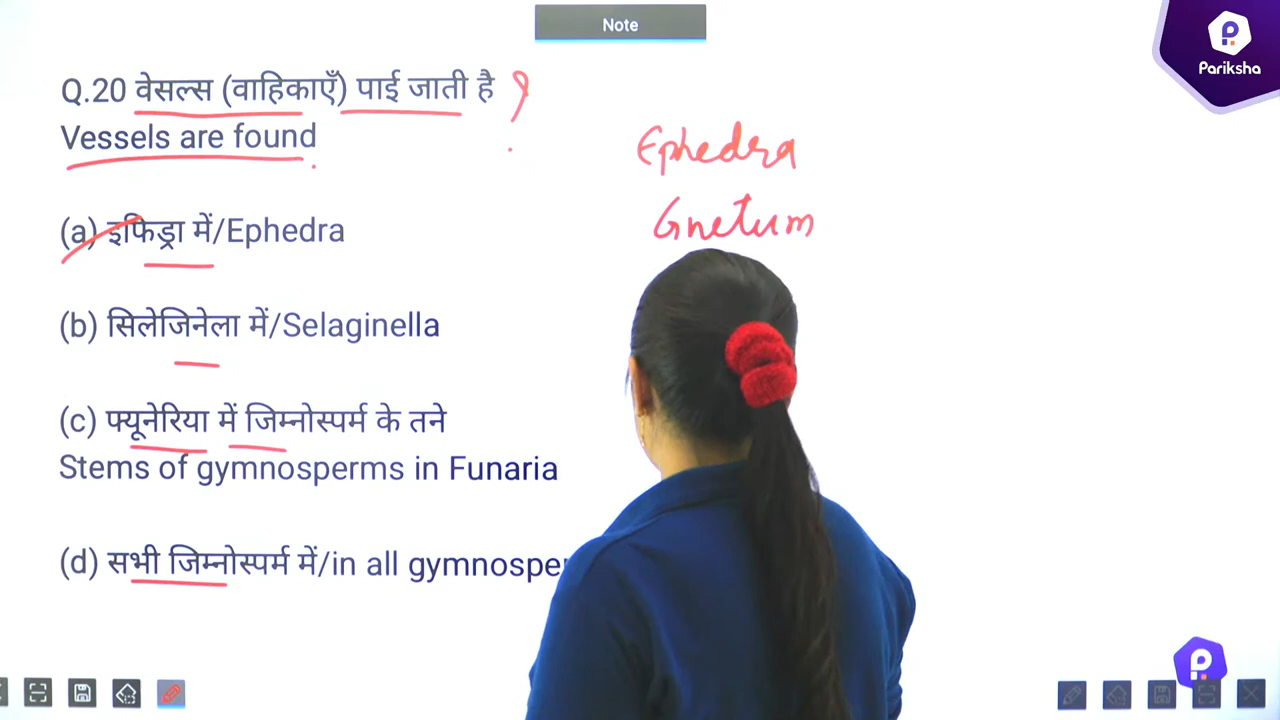 Note
Pariksha
Q.20 वेसल्स (वाहिकाएँ) पाई जाती है ?
Vessels are found
Ephedra
Gnetum
(a) इफिड्रा में/Ephedra
(b) सिलेजिनेला में/Selaginella
(c) फ्यूनेरिया में जिम्नोस्पर्म के तने
Stems of gymnosperms in Funaria
(d) सभी जिम्नोस्पर्म में/in all gymnospe